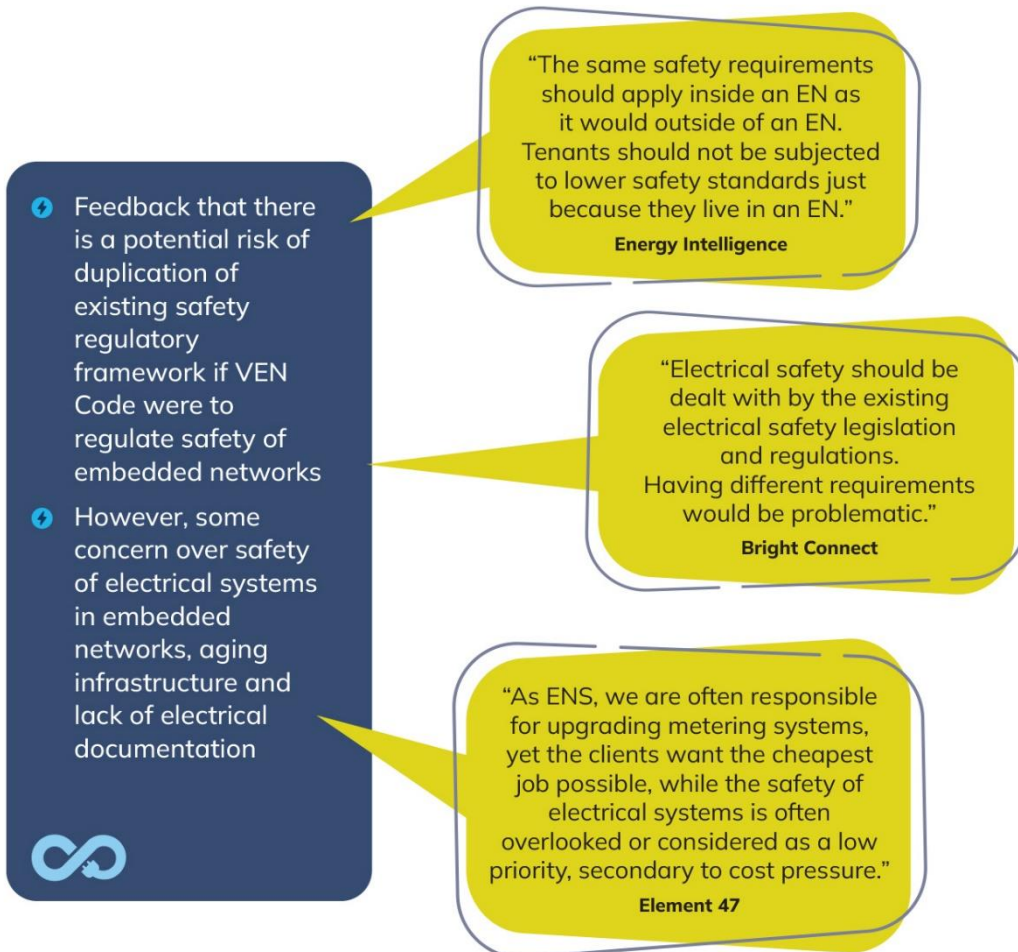 Feedback that there
is a potential risk of
duplication of
existing safety
regulatory
framework if VEN
Code were to
regulate safety of
embedded networks
However, some
concern over safety
of electrical systems
in embedded
networks, aging
infrastructure and
lack of electrical
documentation
“The same safety requirements
should apply inside an EN as
it would outside of an EN.
Tenants should not be subjected
to lower safety standards just
because they live in an EN.”
Energy Intelligence
“Electrical safety should be
dealt with by the existing
electrical safety legislation
and regulations.
Having different requirements
would be problematic.”
Bright Connect
“As ENS, we are often responsible
for upgrading metering systems,
yet the clients want the cheapest
job possible, while the safety of
electrical systems is often
overlooked or considered as a low
priority, secondary to cost pressure.”
Element 47